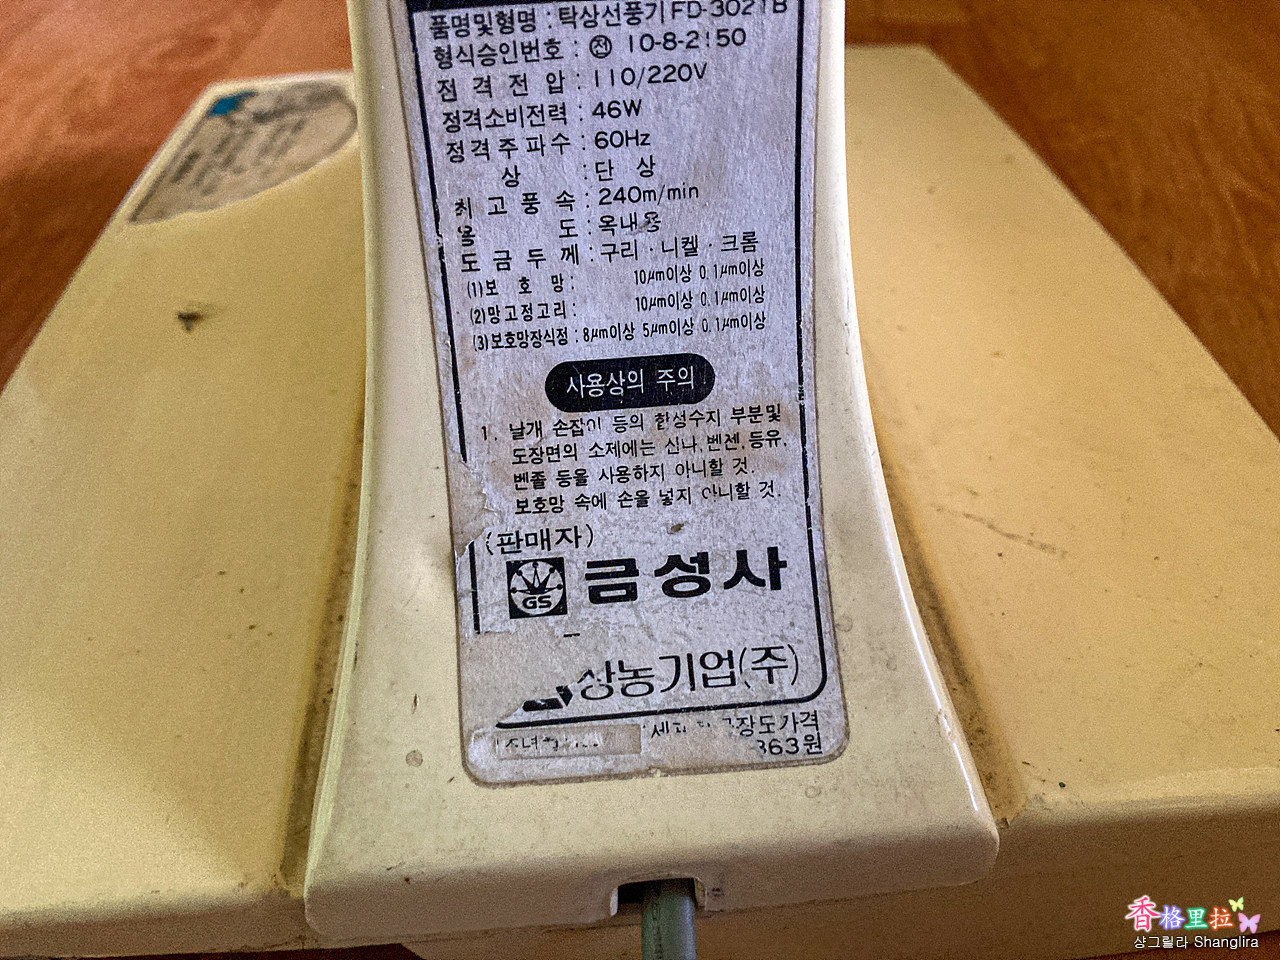 품명및형명 : 탁상선풍기 FD-3021B
형식승인번호 : 전 10-8-2150
전격전압 : 110/220V
정격소비전력 : 46W
정격주파수 : 60Hz
상 : 단 상
최고풍속 : 240m/min
용도 : 옥내용
도금두께 : 구리 · 니켈 · 크롬
(1)보호망 : 10μm이상 0.1μm이상
(2)망고정고리 : 10μm이상 0.1μm이상
(3)보호망장식정 : 8μm이상 5μm이상 0.1μm이상
사용상의 주의
1. 날개 손잡이 등의 합성수지 부분및
도장면의 소제에는 신나, 벤젠, 등유,
벤졸 등을 사용하지 아니할 것.
보호망 속에 손을 넣지 아니할 것.
(판매자)
GS 금성사
상농기업(주)
장도가격
363원
香格里拉
샹그릴라 Shanglira